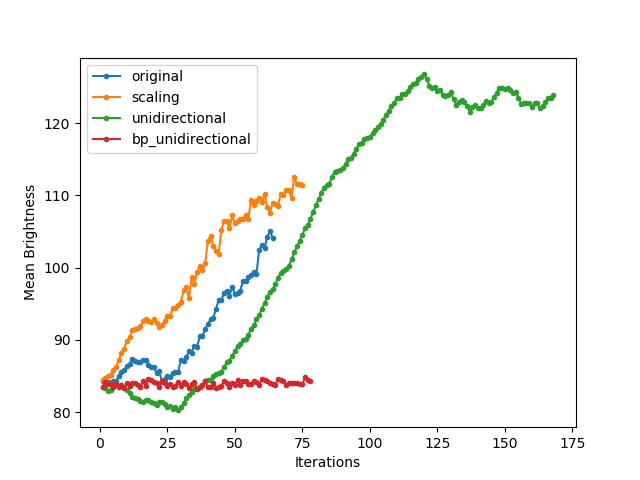 original
scaling
unidirectional
bp_unidirectional
Mean Brightness
120
110
100
90
80
0 25 50 75 100 125 150 175
Iterations